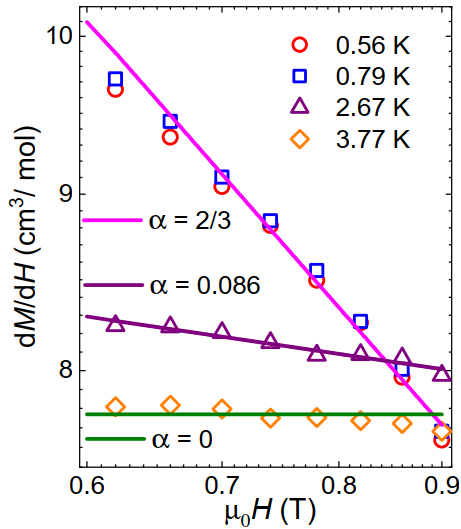 10
9
8
dM/dH (cm³/ mol)
0.56 K
0.79 K
2.67 K
3.77 K
α = 2/3
α = 0.086
α = 0
0.6 0.7 0.8 0.9
μ₀H (T)